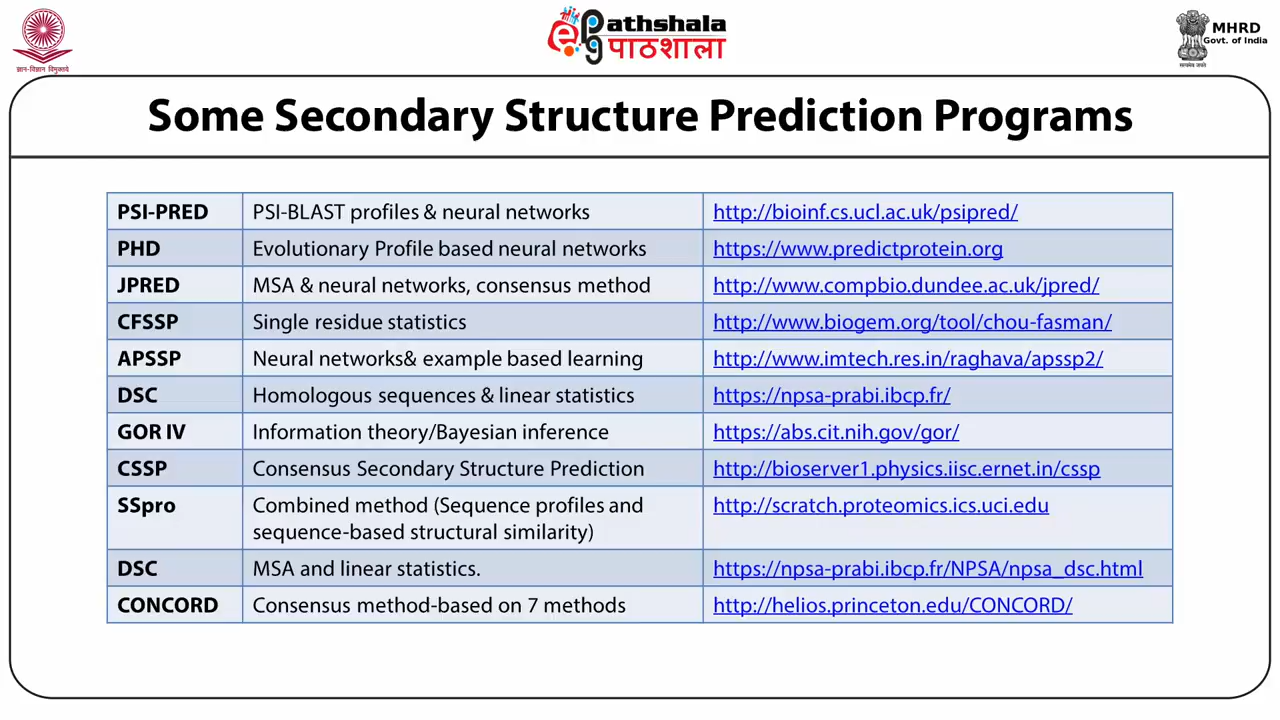 ज्ञान-विज्ञान विमुक्तये
epgathshala
पाठशाला
सत्यमेव जयते
MHRD
Govt. of India
Some Secondary Structure Prediction Programs
PSI-PRED PSI-BLAST profiles & neural networks http://bioinf.cs.ucl.ac.uk/psipred/
PHD Evolutionary Profile based neural networks https://www.predictprotein.org
JPRED MSA & neural networks, consensus method http://www.compbio.dundee.ac.uk/jpred/
CFSSP Single residue statistics http://www.biogem.org/tool/chou-fasman/
APSSP Neural networks& example based learning http://www.imtech.res.in/raghava/apssp2/
DSC Homologous sequences & linear statistics https://npsa-prabi.ibcp.fr/
GOR IV Information theory/Bayesian inference https://abs.cit.nih.gov/gor/
CSSP Consensus Secondary Structure Prediction http://bioserver1.physics.iisc.ernet.in/cssp
SSpro Combined method (Sequence profiles and http://scratch.proteomics.ics.uci.edu
sequence-based structural similarity)
DSC MSA and linear statistics. https://npsa-prabi.ibcp.fr/NPSA/npsa_dsc.html
CONCORD Consensus method-based on 7 methods http://helios.princeton.edu/CONCORD/